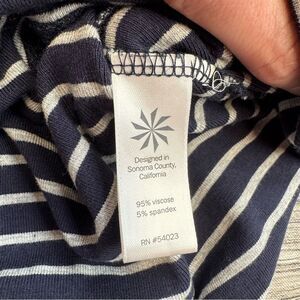 Designed in
Sonoma County,
California
95% viscose
5% spandex
RN #54023